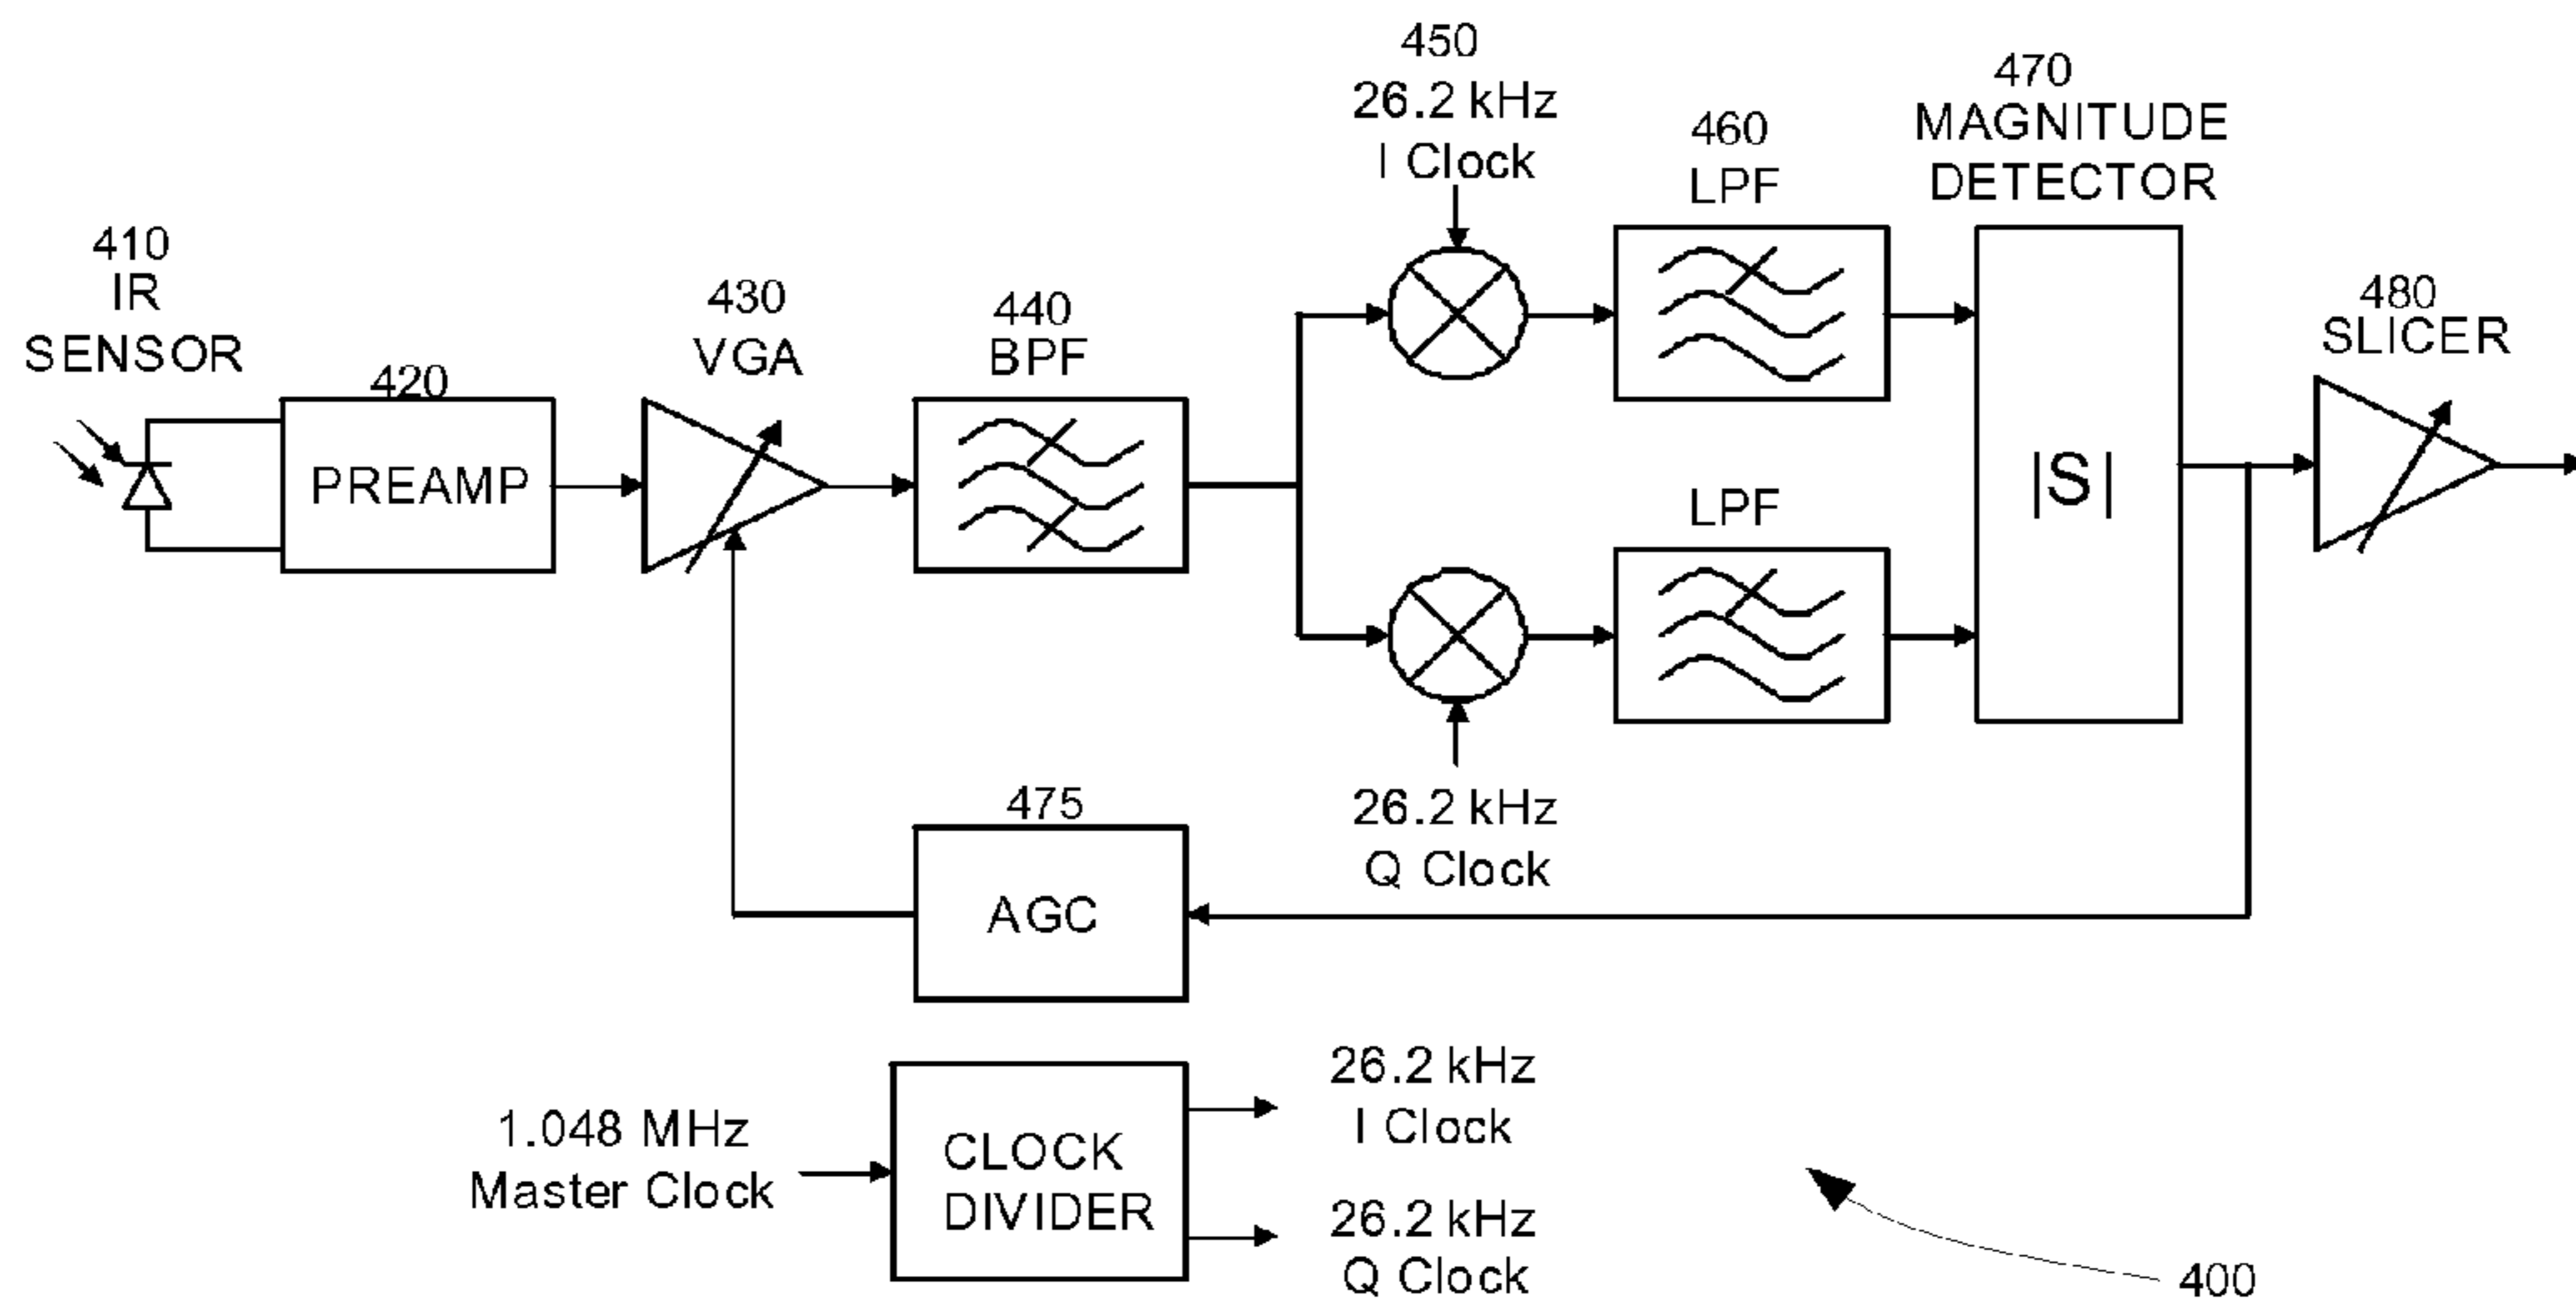 450
26.2 kHz
I Clock
470
MAGNITUDE
DETECTOR
460
LPF
410
IR
SENSOR
430
VGA
440
BPF
480
SLICER
420
PREAMP
|S|
LPF
475
AGC
26.2 kHz
Q Clock
1.048 MHz
Master Clock
CLOCK
DIVIDER
26.2 kHz
I Clock
26.2 kHz
Q Clock
400